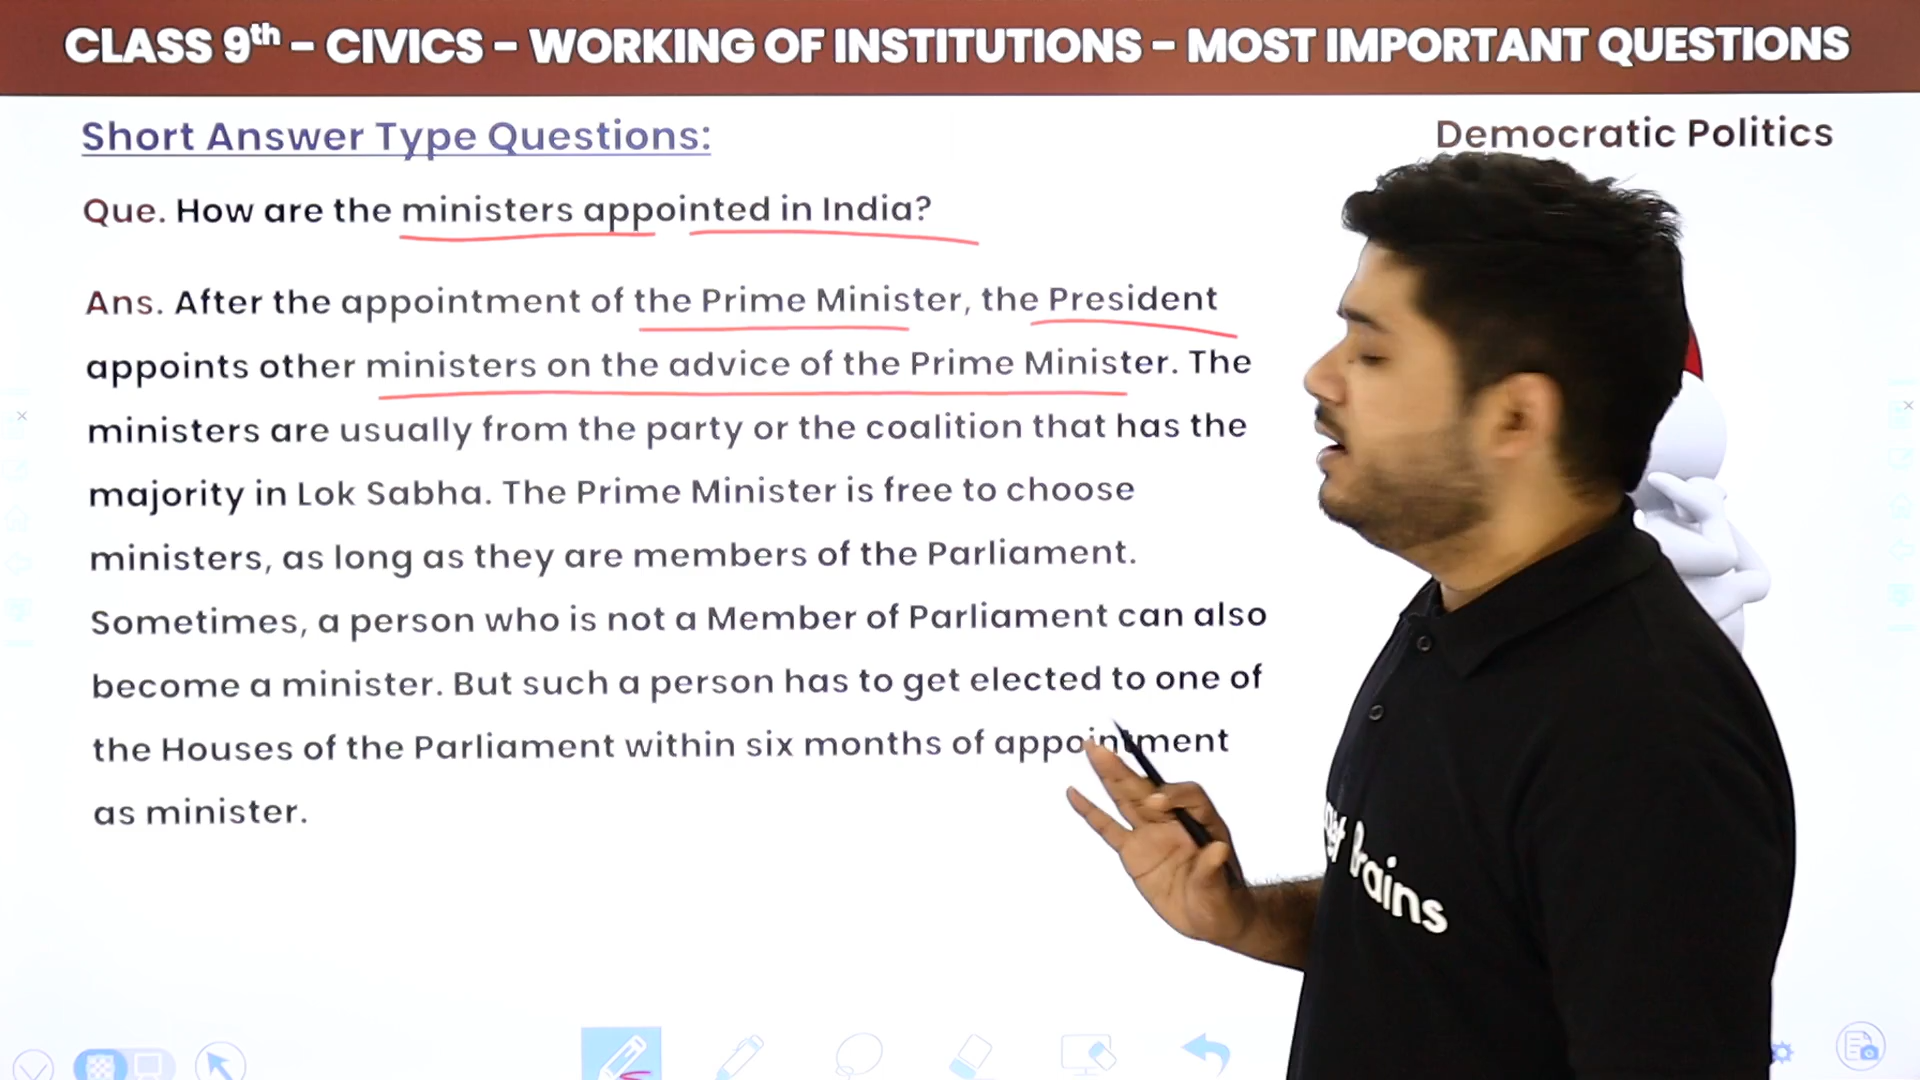 CLASS 9th – CIVICS – WORKING OF INSTITUTIONS – MOST IMPORTANT QUESTIONS
Short Answer Type Questions:
Democratic Politics
Que. How are the ministers appointed in India?
Ans. After the appointment of the Prime Minister, the President
appoints other ministers on the advice of the Prime Minister. The
ministers are usually from the party or the coalition that has the
majority in Lok Sabha. The Prime Minister is free to choose
ministers, as long as they are members of the Parliament.
Sometimes, a person who is not a Member of Parliament can also
become a minister. But such a person has to get elected to one of
the Houses of the Parliament within six months of appointment
as minister.
Brains